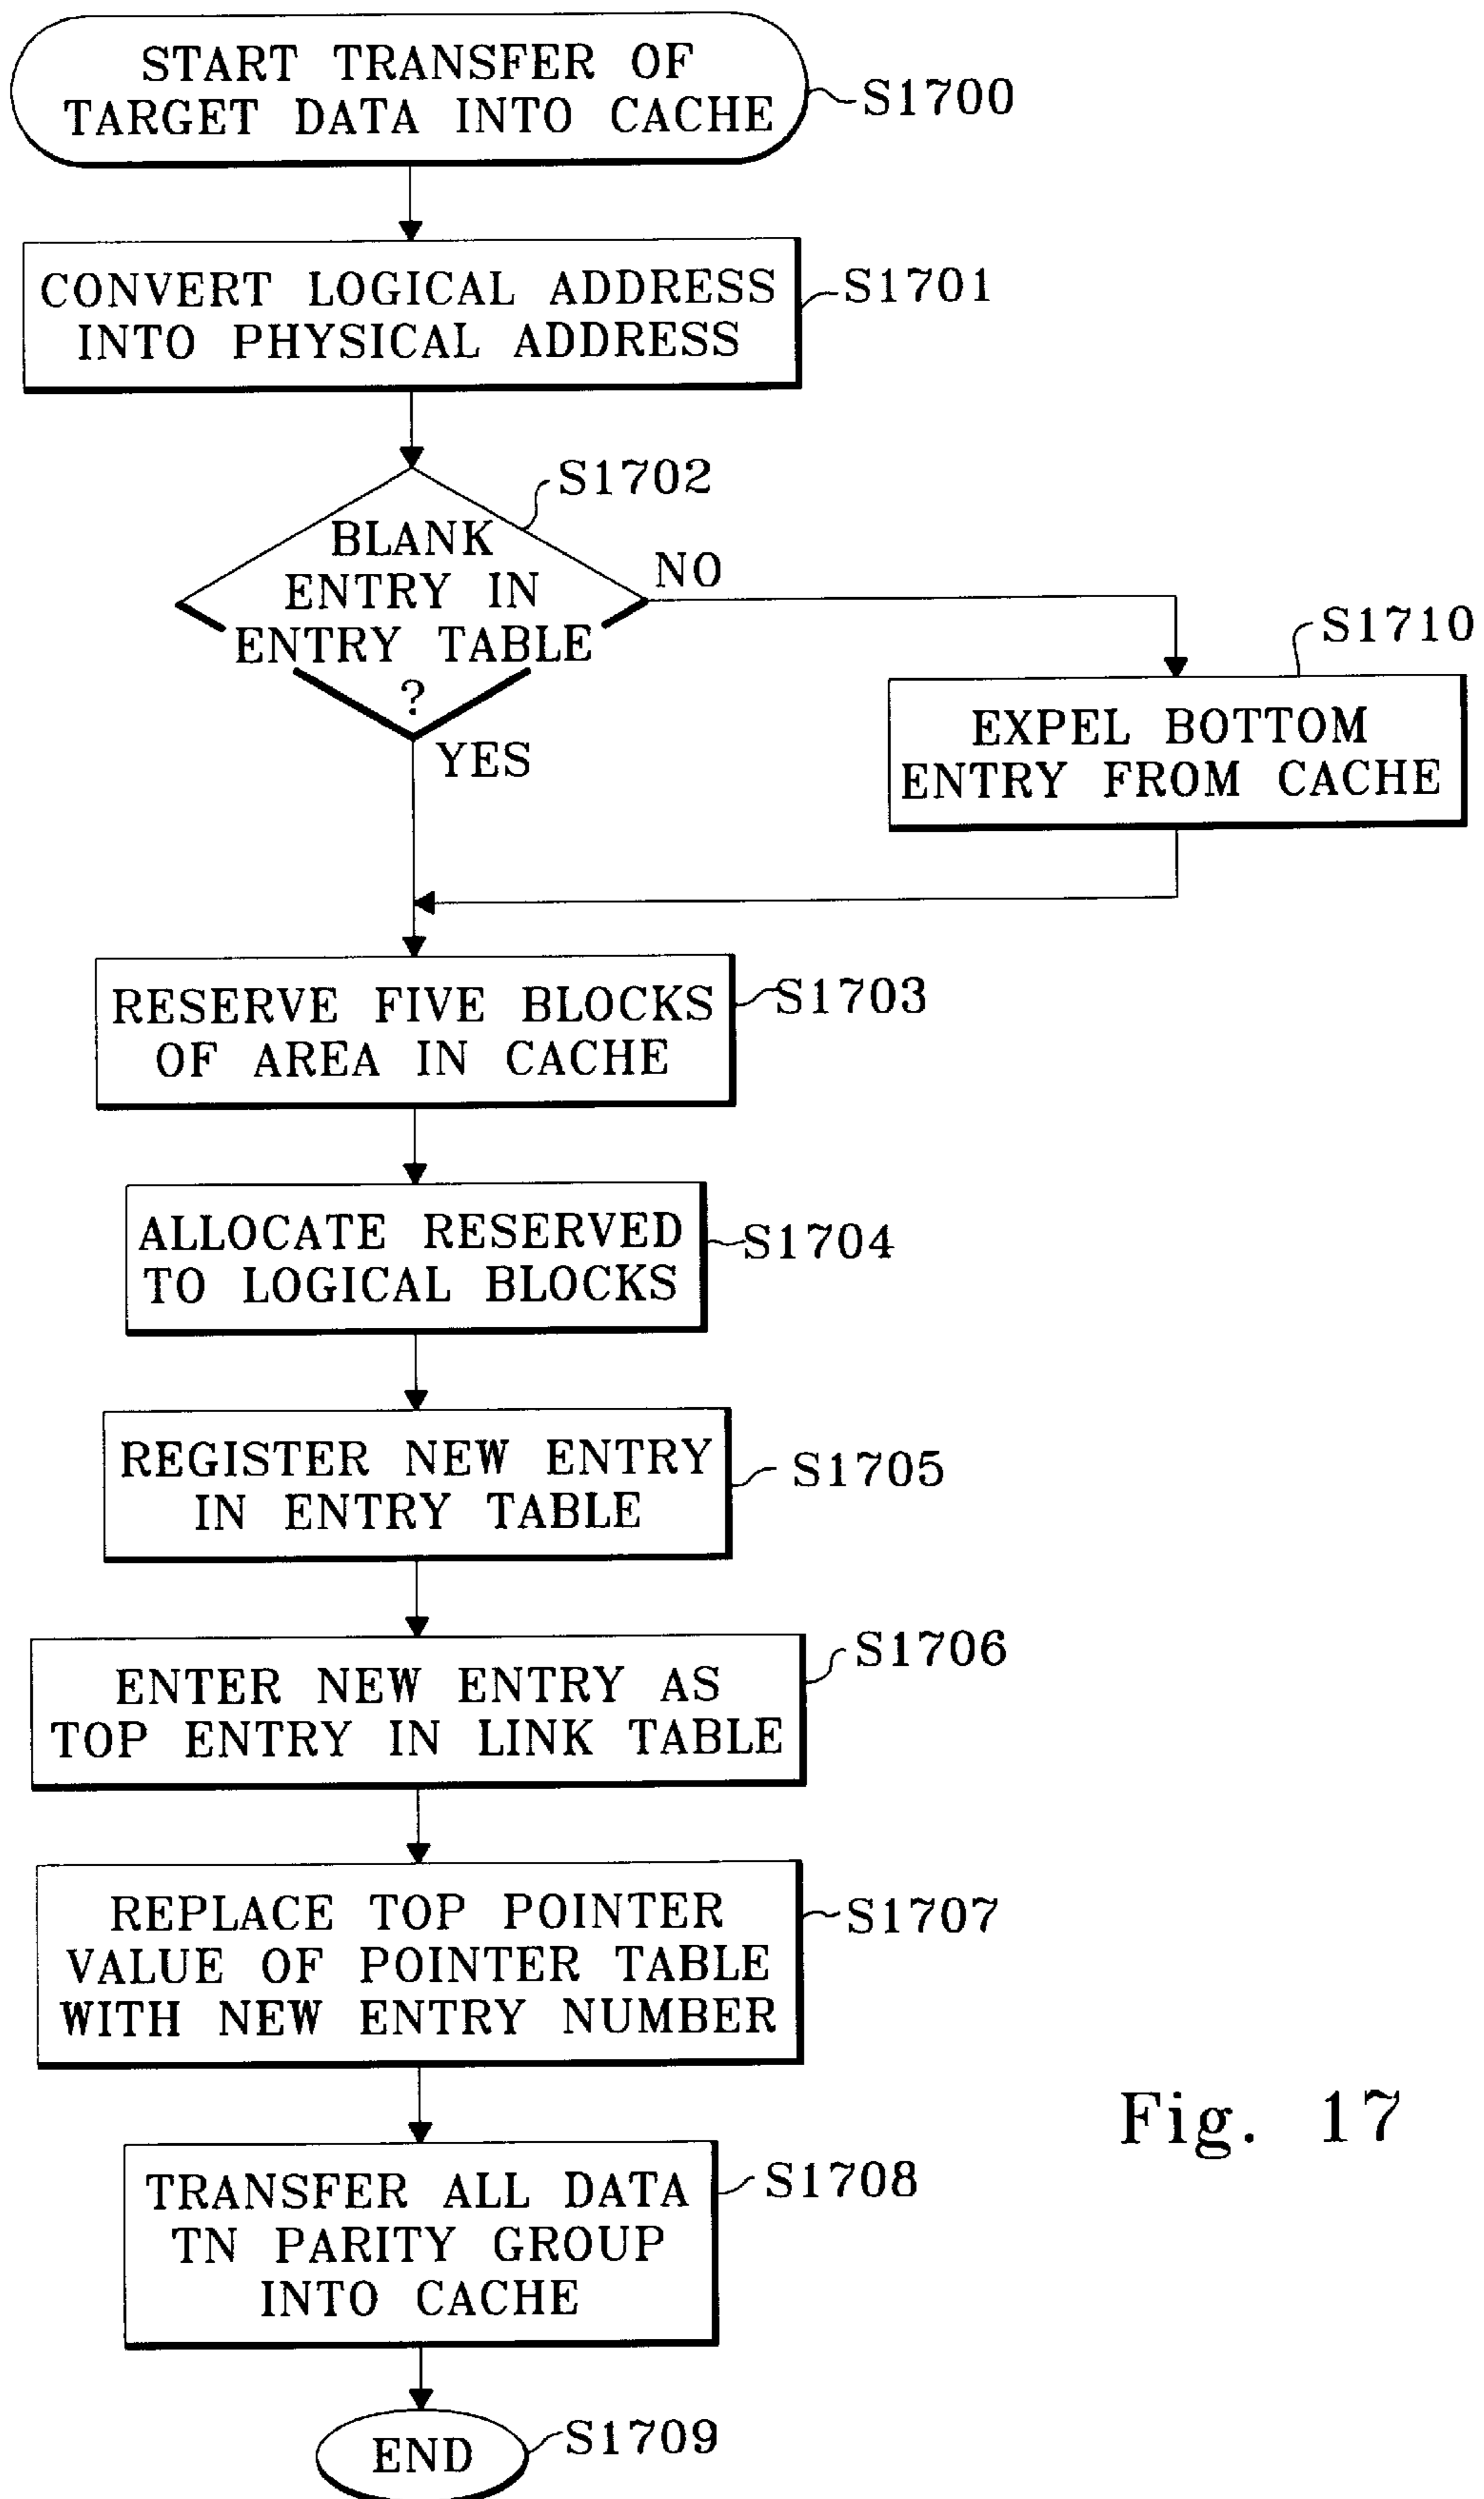 START TRANSFER OF
TARGET DATA INTO CACHE
S1700
CONVERT LOGICAL ADDRESS
INTO PHYSICAL ADDRESS
S1701
S1702
BLANK
ENTRY IN
ENTRY TABLE
?
NO
YES
S1710
EXPEL BOTTOM
ENTRY FROM CACHE
RESERVE FIVE BLOCKS
OF AREA IN CACHE
S1703
ALLOCATE RESERVED
TO LOGICAL BLOCKS
S1704
REGISTER NEW ENTRY
IN ENTRY TABLE
S1705
ENTER NEW ENTRY AS
TOP ENTRY IN LINK TABLE
S1706
REPLACE TOP POINTER
VALUE OF POINTER TABLE
WITH NEW ENTRY NUMBER
S1707
TRANSFER ALL DATA
TN PARITY GROUP
INTO CACHE
S1708
END
S1709
Fig. 17